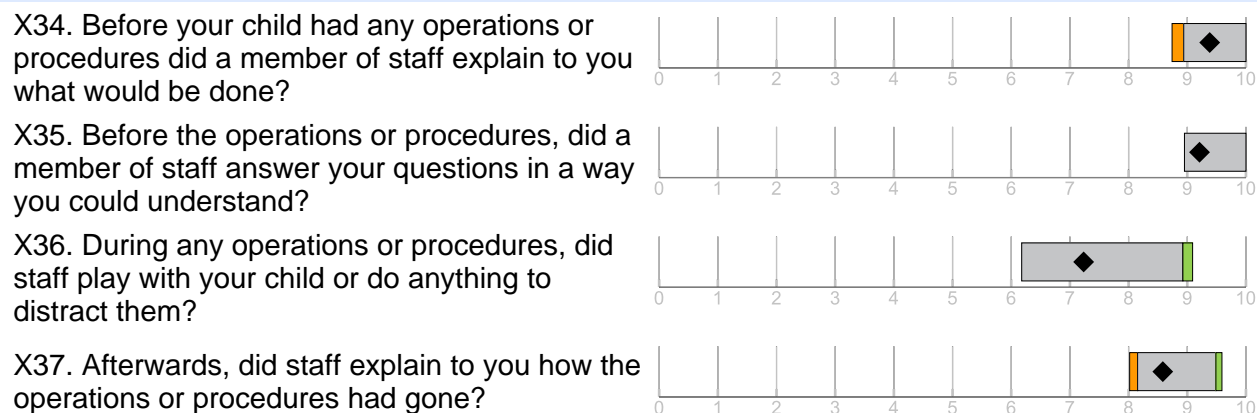 X34. Before your child had any operations or
procedures did a member of staff explain to you
what would be done?
0 1 2 3 4 5 6 7 8 9 10
X35. Before the operations or procedures, did a
member of staff answer your questions in a way
you could understand?
0 1 2 3 4 5 6 7 8 9 10
X36. During any operations or procedures, did
staff play with your child or do anything to
distract them?
0 1 2 3 4 5 6 7 8 9 10
X37. Afterwards, did staff explain to you how the
operations or procedures had gone?
0 1 2 3 4 5 6 7 8 9 10